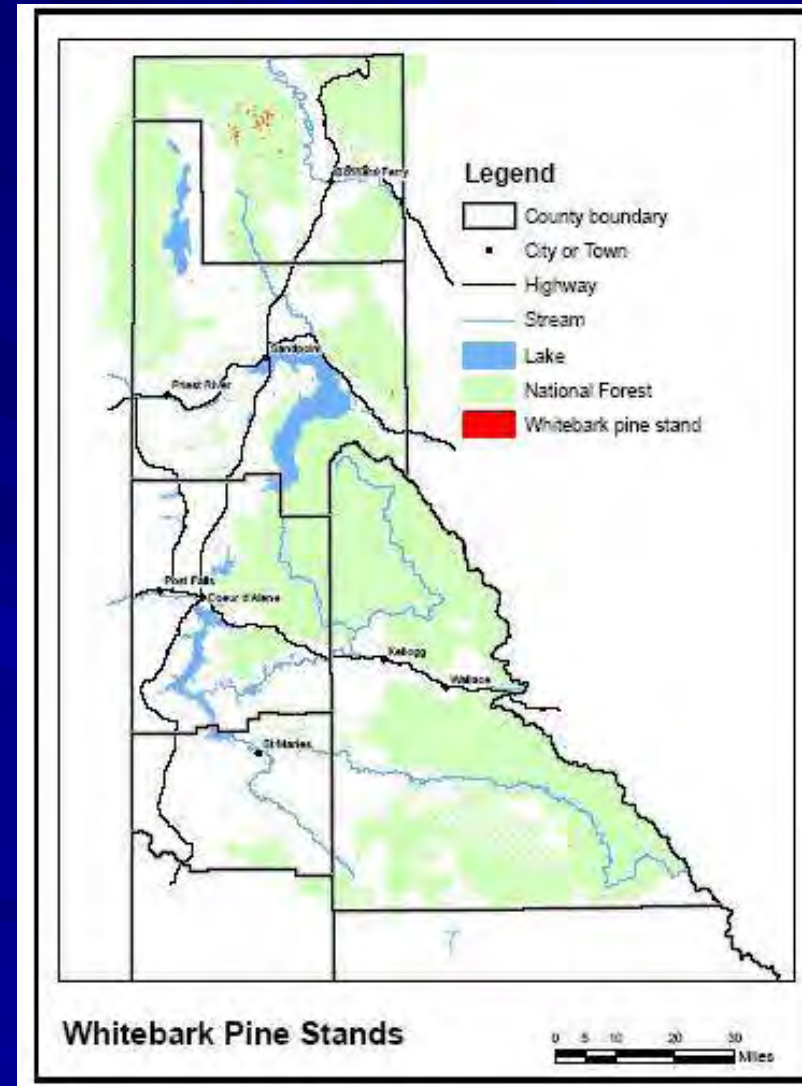 Ferry
Legend
County boundary
City or Town
Highway
Stream
Sandpoint
Lake
Priest River
National Forest
Whitebark pine stand
Post Falls
Coeur d'Alene
Kellogg
Wallace
St Maries
Whitebark Pine Stands
0 5 10 20 30
Miles